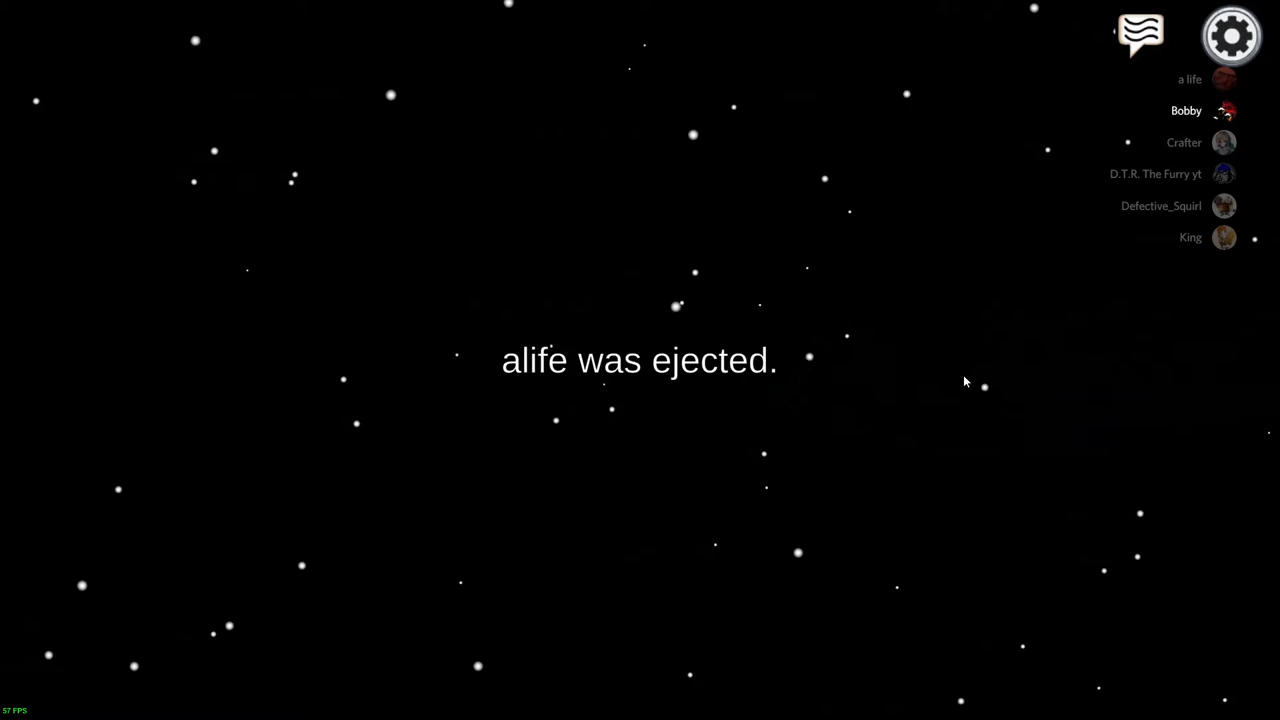 a life
Bobby
Crafter
D.T.R. The Furry yt
Defective_Squirl
King
alife was ejected.
57 FPS